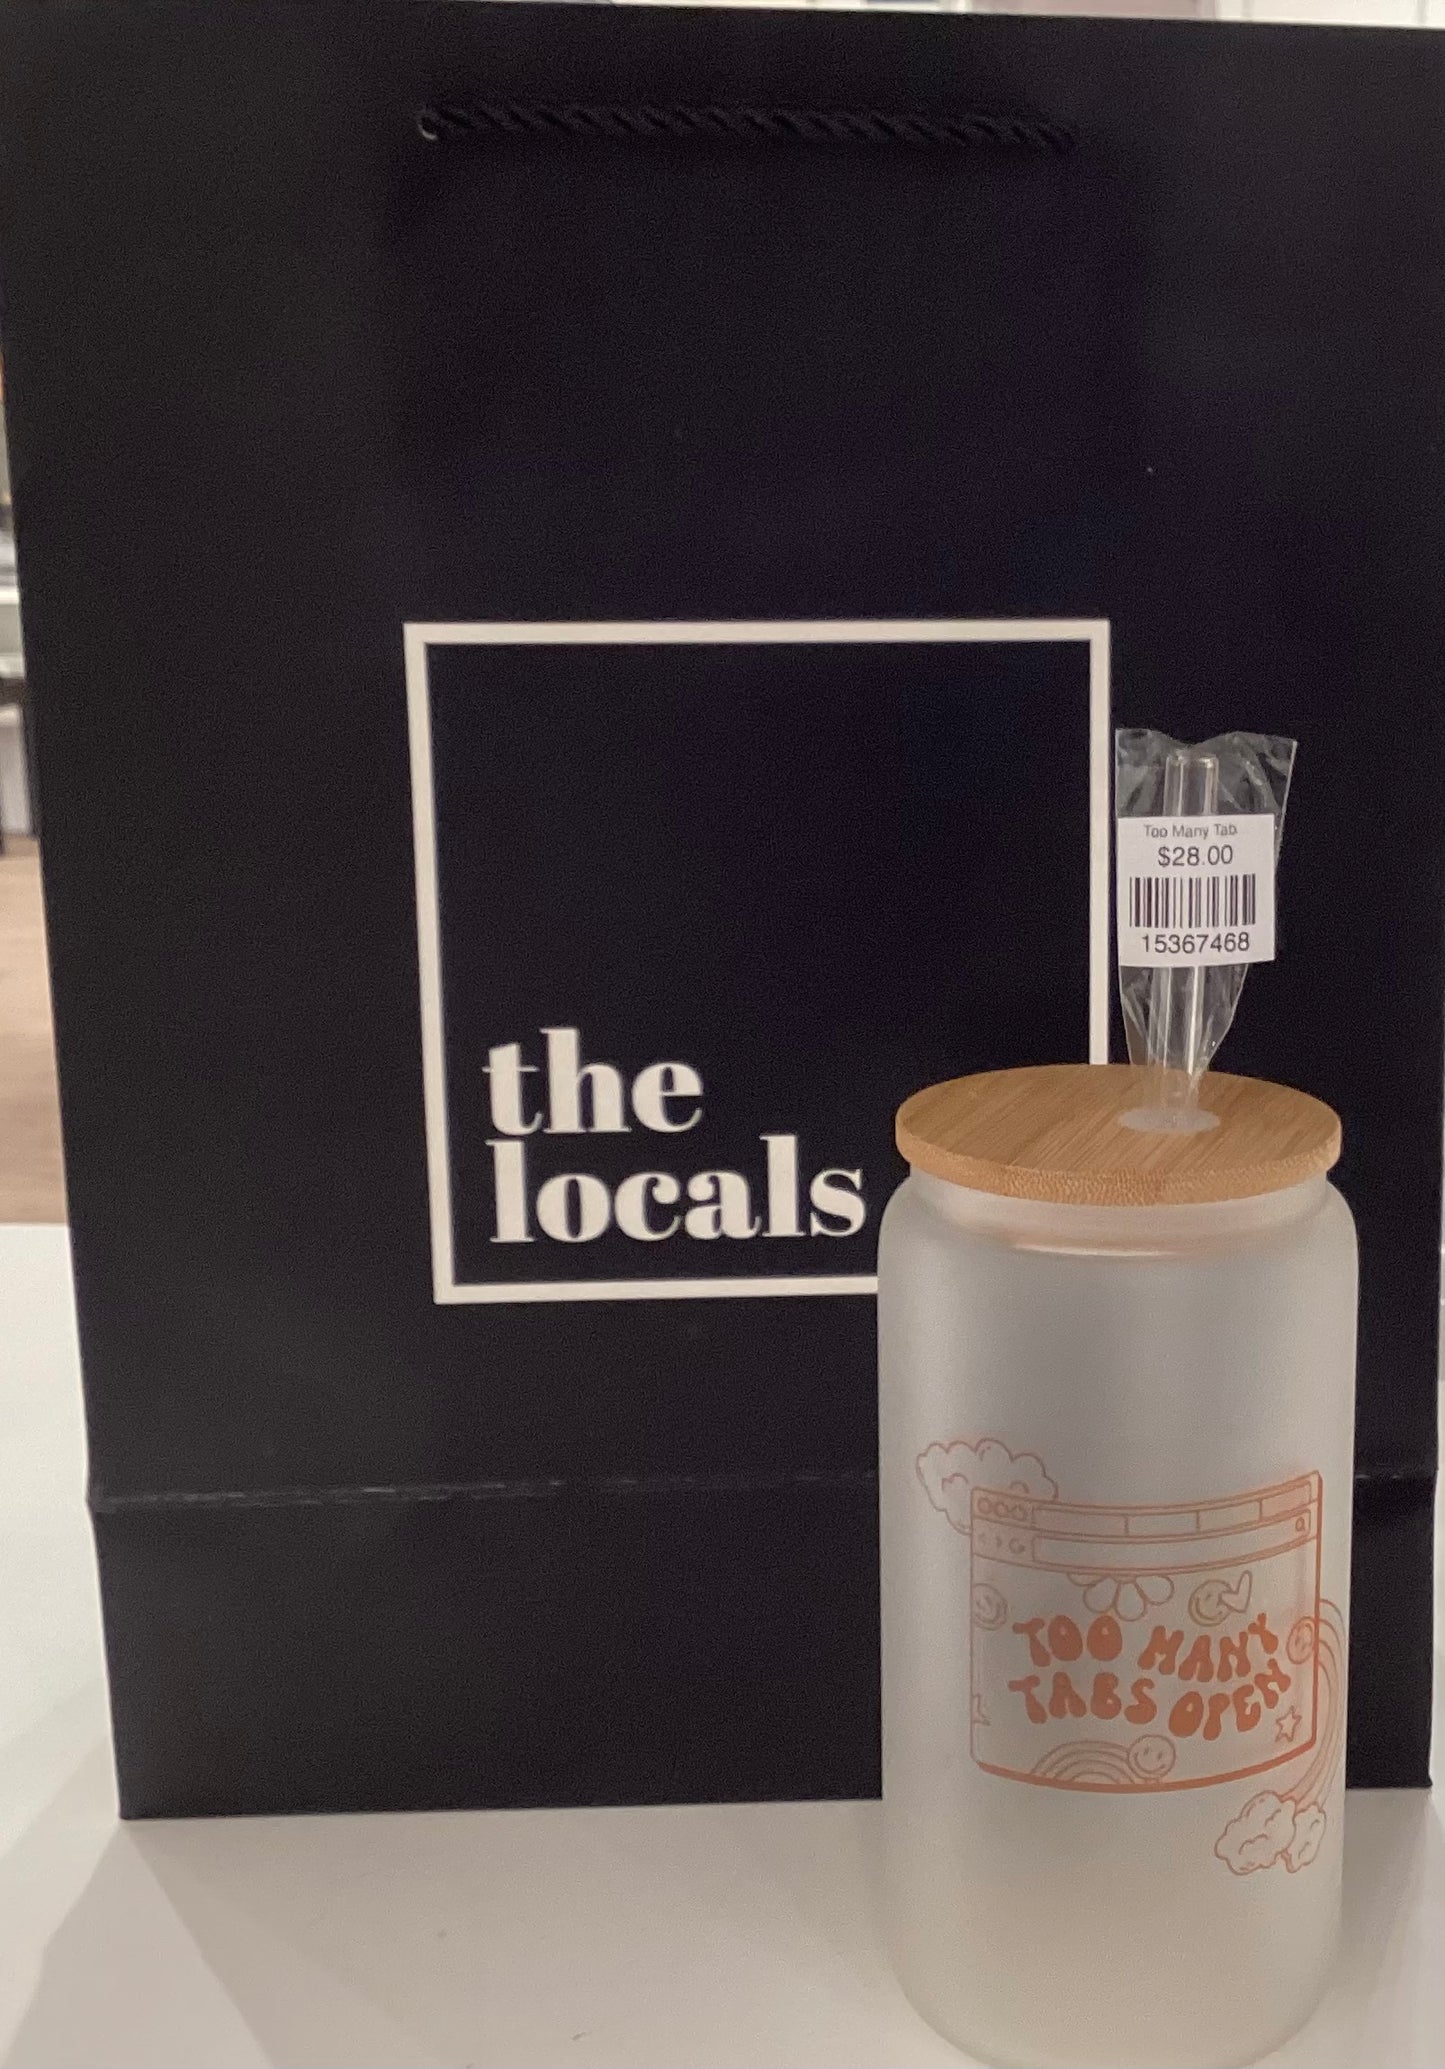 the
locals
Too Many Tab
$28.00
15367468
TOO MANY
TABS OPEN